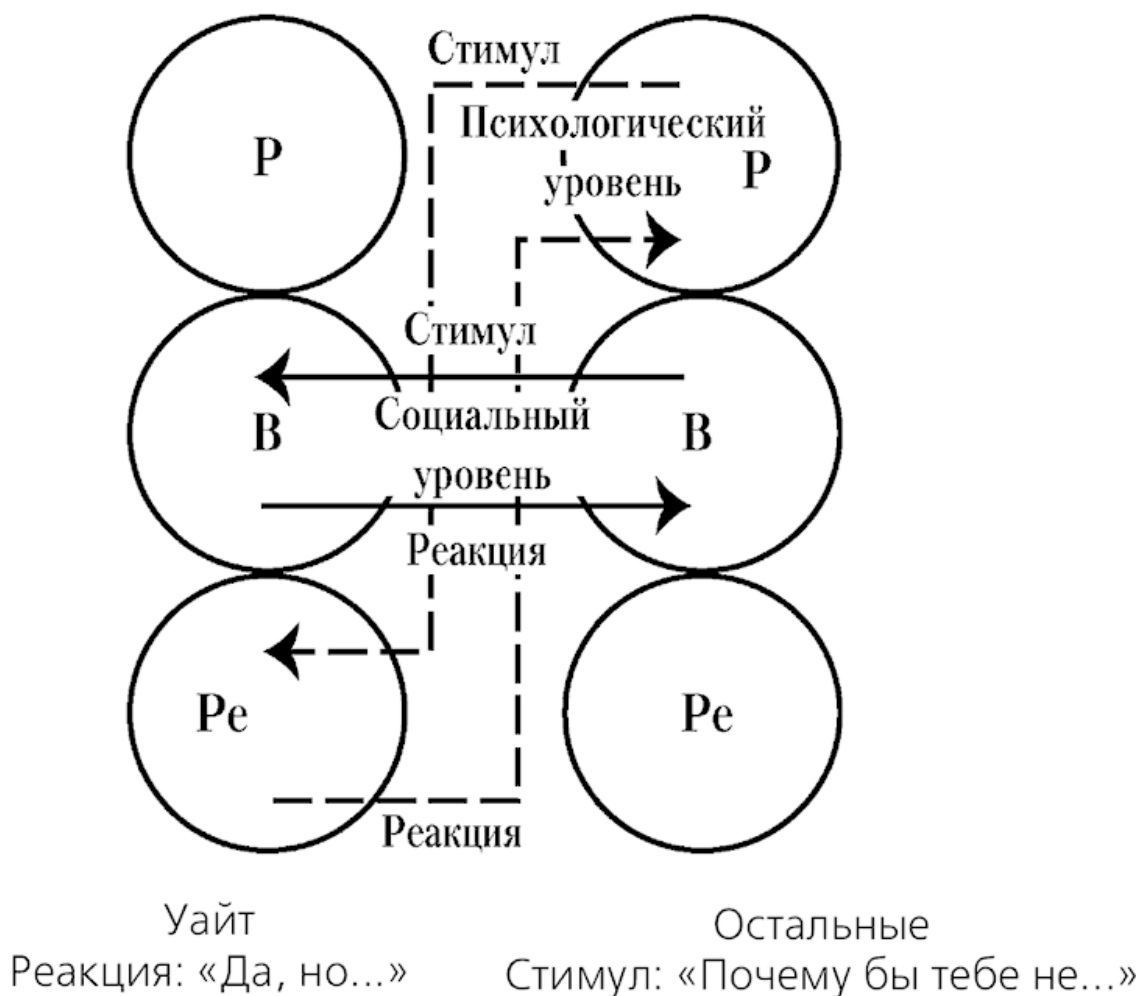 Стимул
Р
Психологический
уровень
Р
Стимул
Социальный
В
В
уровень
Реакция
Ре
Ре
Реакция
Уайт
Остальные
Реакция: «Да, но...»
Стимул: «Почему бы тебе не...»